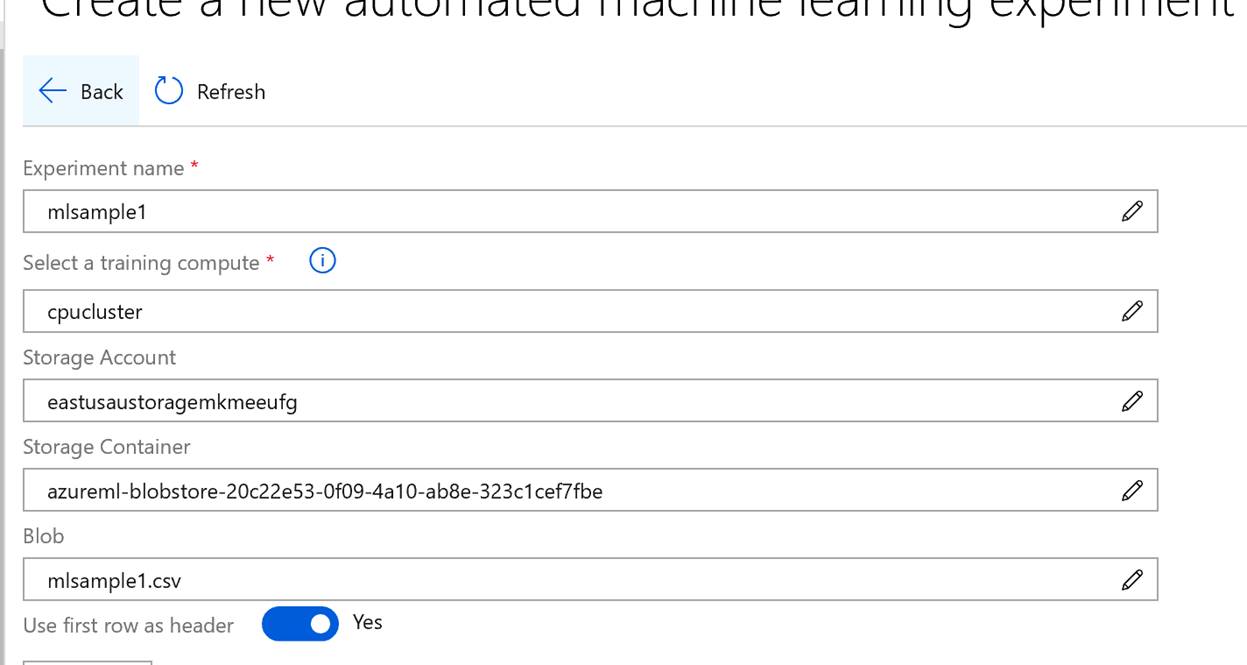 Create a new automated machine learning experiment
Back Refresh
Experiment name *
mlsample1
Select a training compute *
cpucluster
Storage Account
eastusaustoragemkmeeufg
Storage Container
azureml-blobstore-20c22e53-0f09-4a10-ab8e-323c1cef7fbe
Blob
mlsample1.csv
Use first row as header Yes